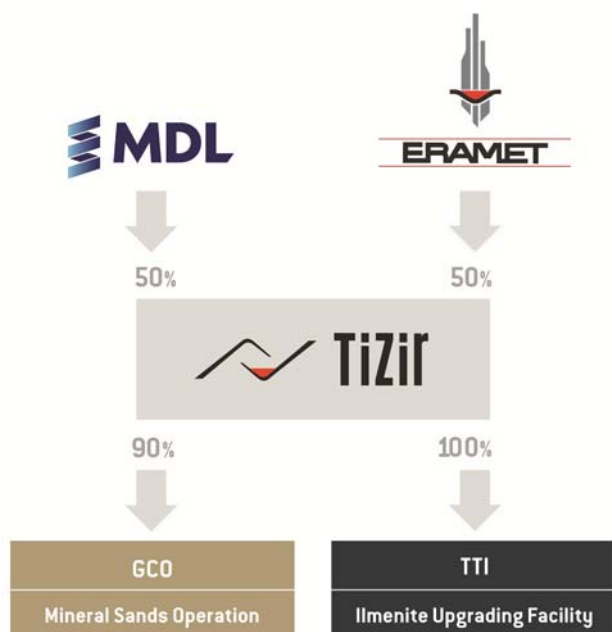 MDL
ERAMET
50% 50%
TiZir
90% 100%
GCO TTI
Mineral Sands Operation Ilmenite Upgrading Facility